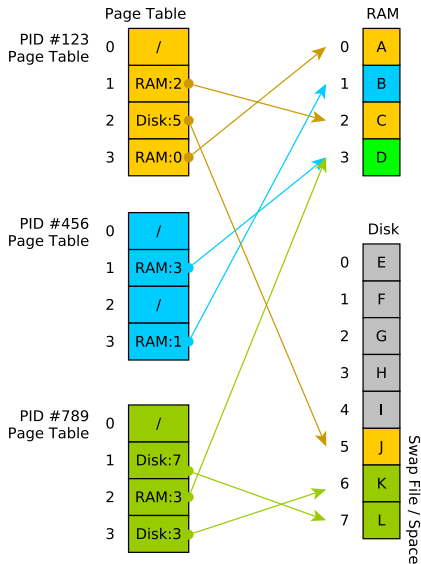 Page Table
RAM
PID #123
Page Table
0 /
1 RAM:2
2 Disk:5
3 RAM:0
0 A
1 B
2 C
3 D
PID #456
Page Table
0 /
1 RAM:3
2 /
3 RAM:1
Disk
0 E
1 F
2 G
3 H
4 I
5 J
6 K
7 L
Swap File / Space
PID #789
Page Table
0 /
1 Disk:7
2 RAM:3
3 Disk:3